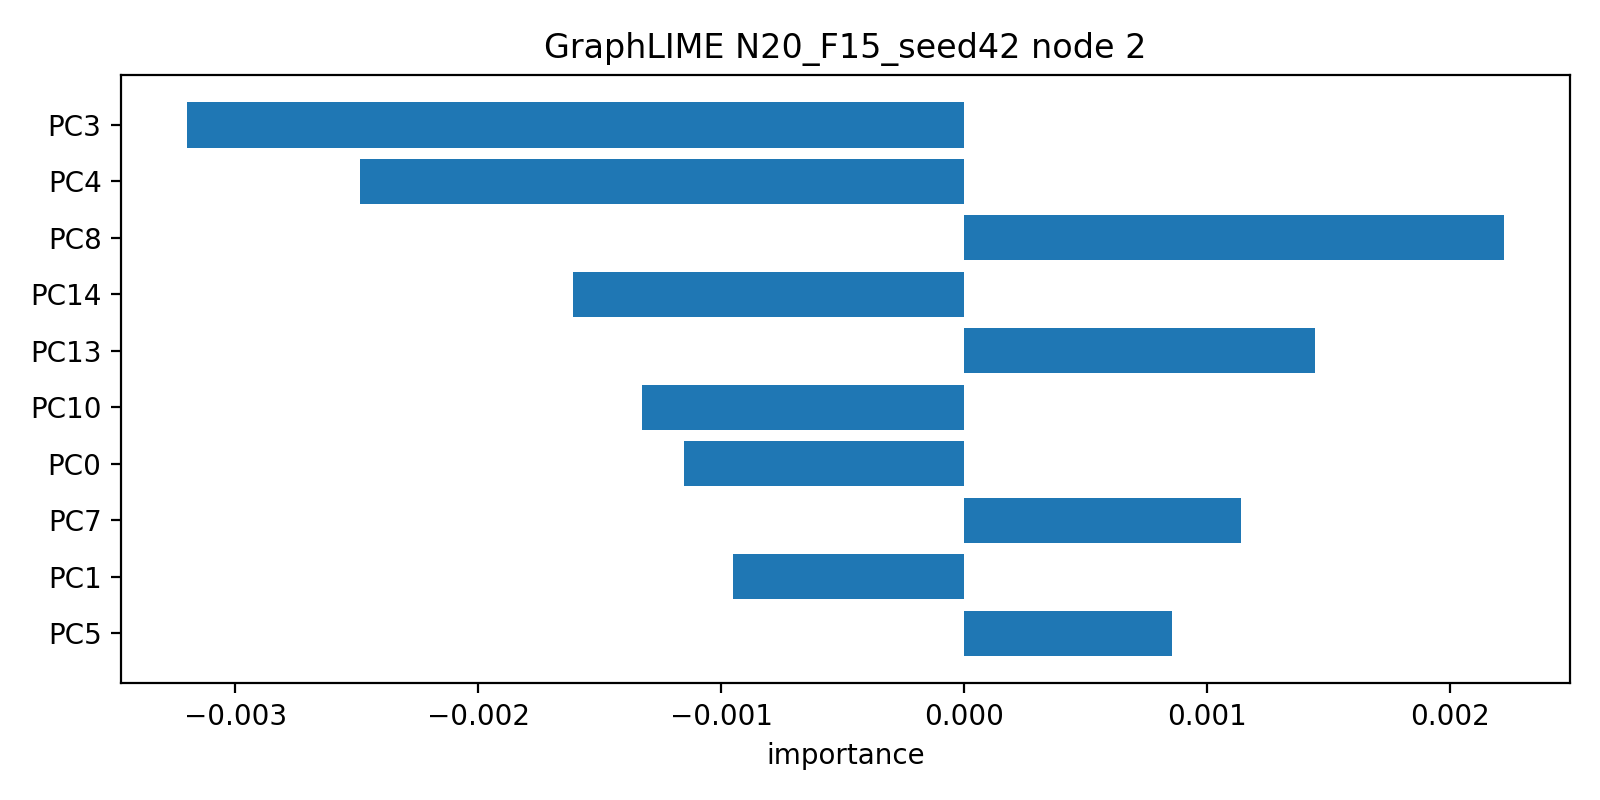 GraphLIME N20_F15_seed42 node 2
PC3
PC4
PC8
PC14
PC13
PC10
PC0
PC7
PC1
PC5
−0.003 −0.002 −0.001 0.000 0.001 0.002
importance